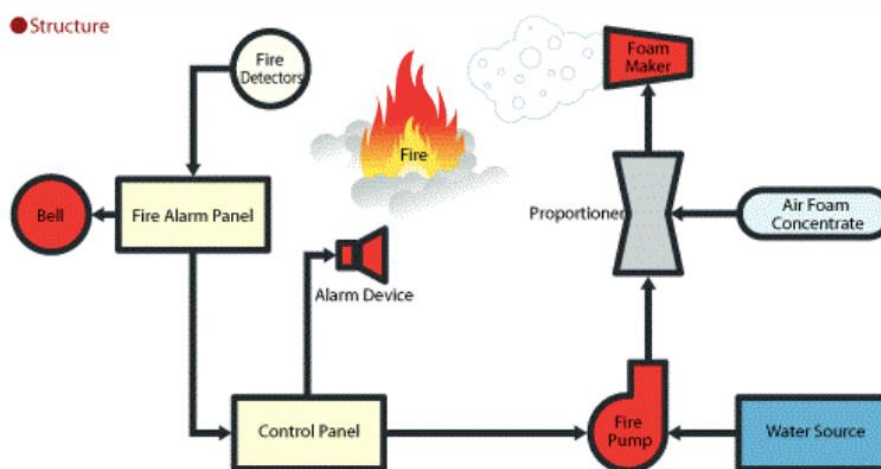 Structure
Fire
Detectors
Foam
Maker
Fire
Bell
Fire Alarm Panel
Proportioner
Air Foam
Concentrate
Alarm Device
Control Panel
Fire
Pump
Water Source